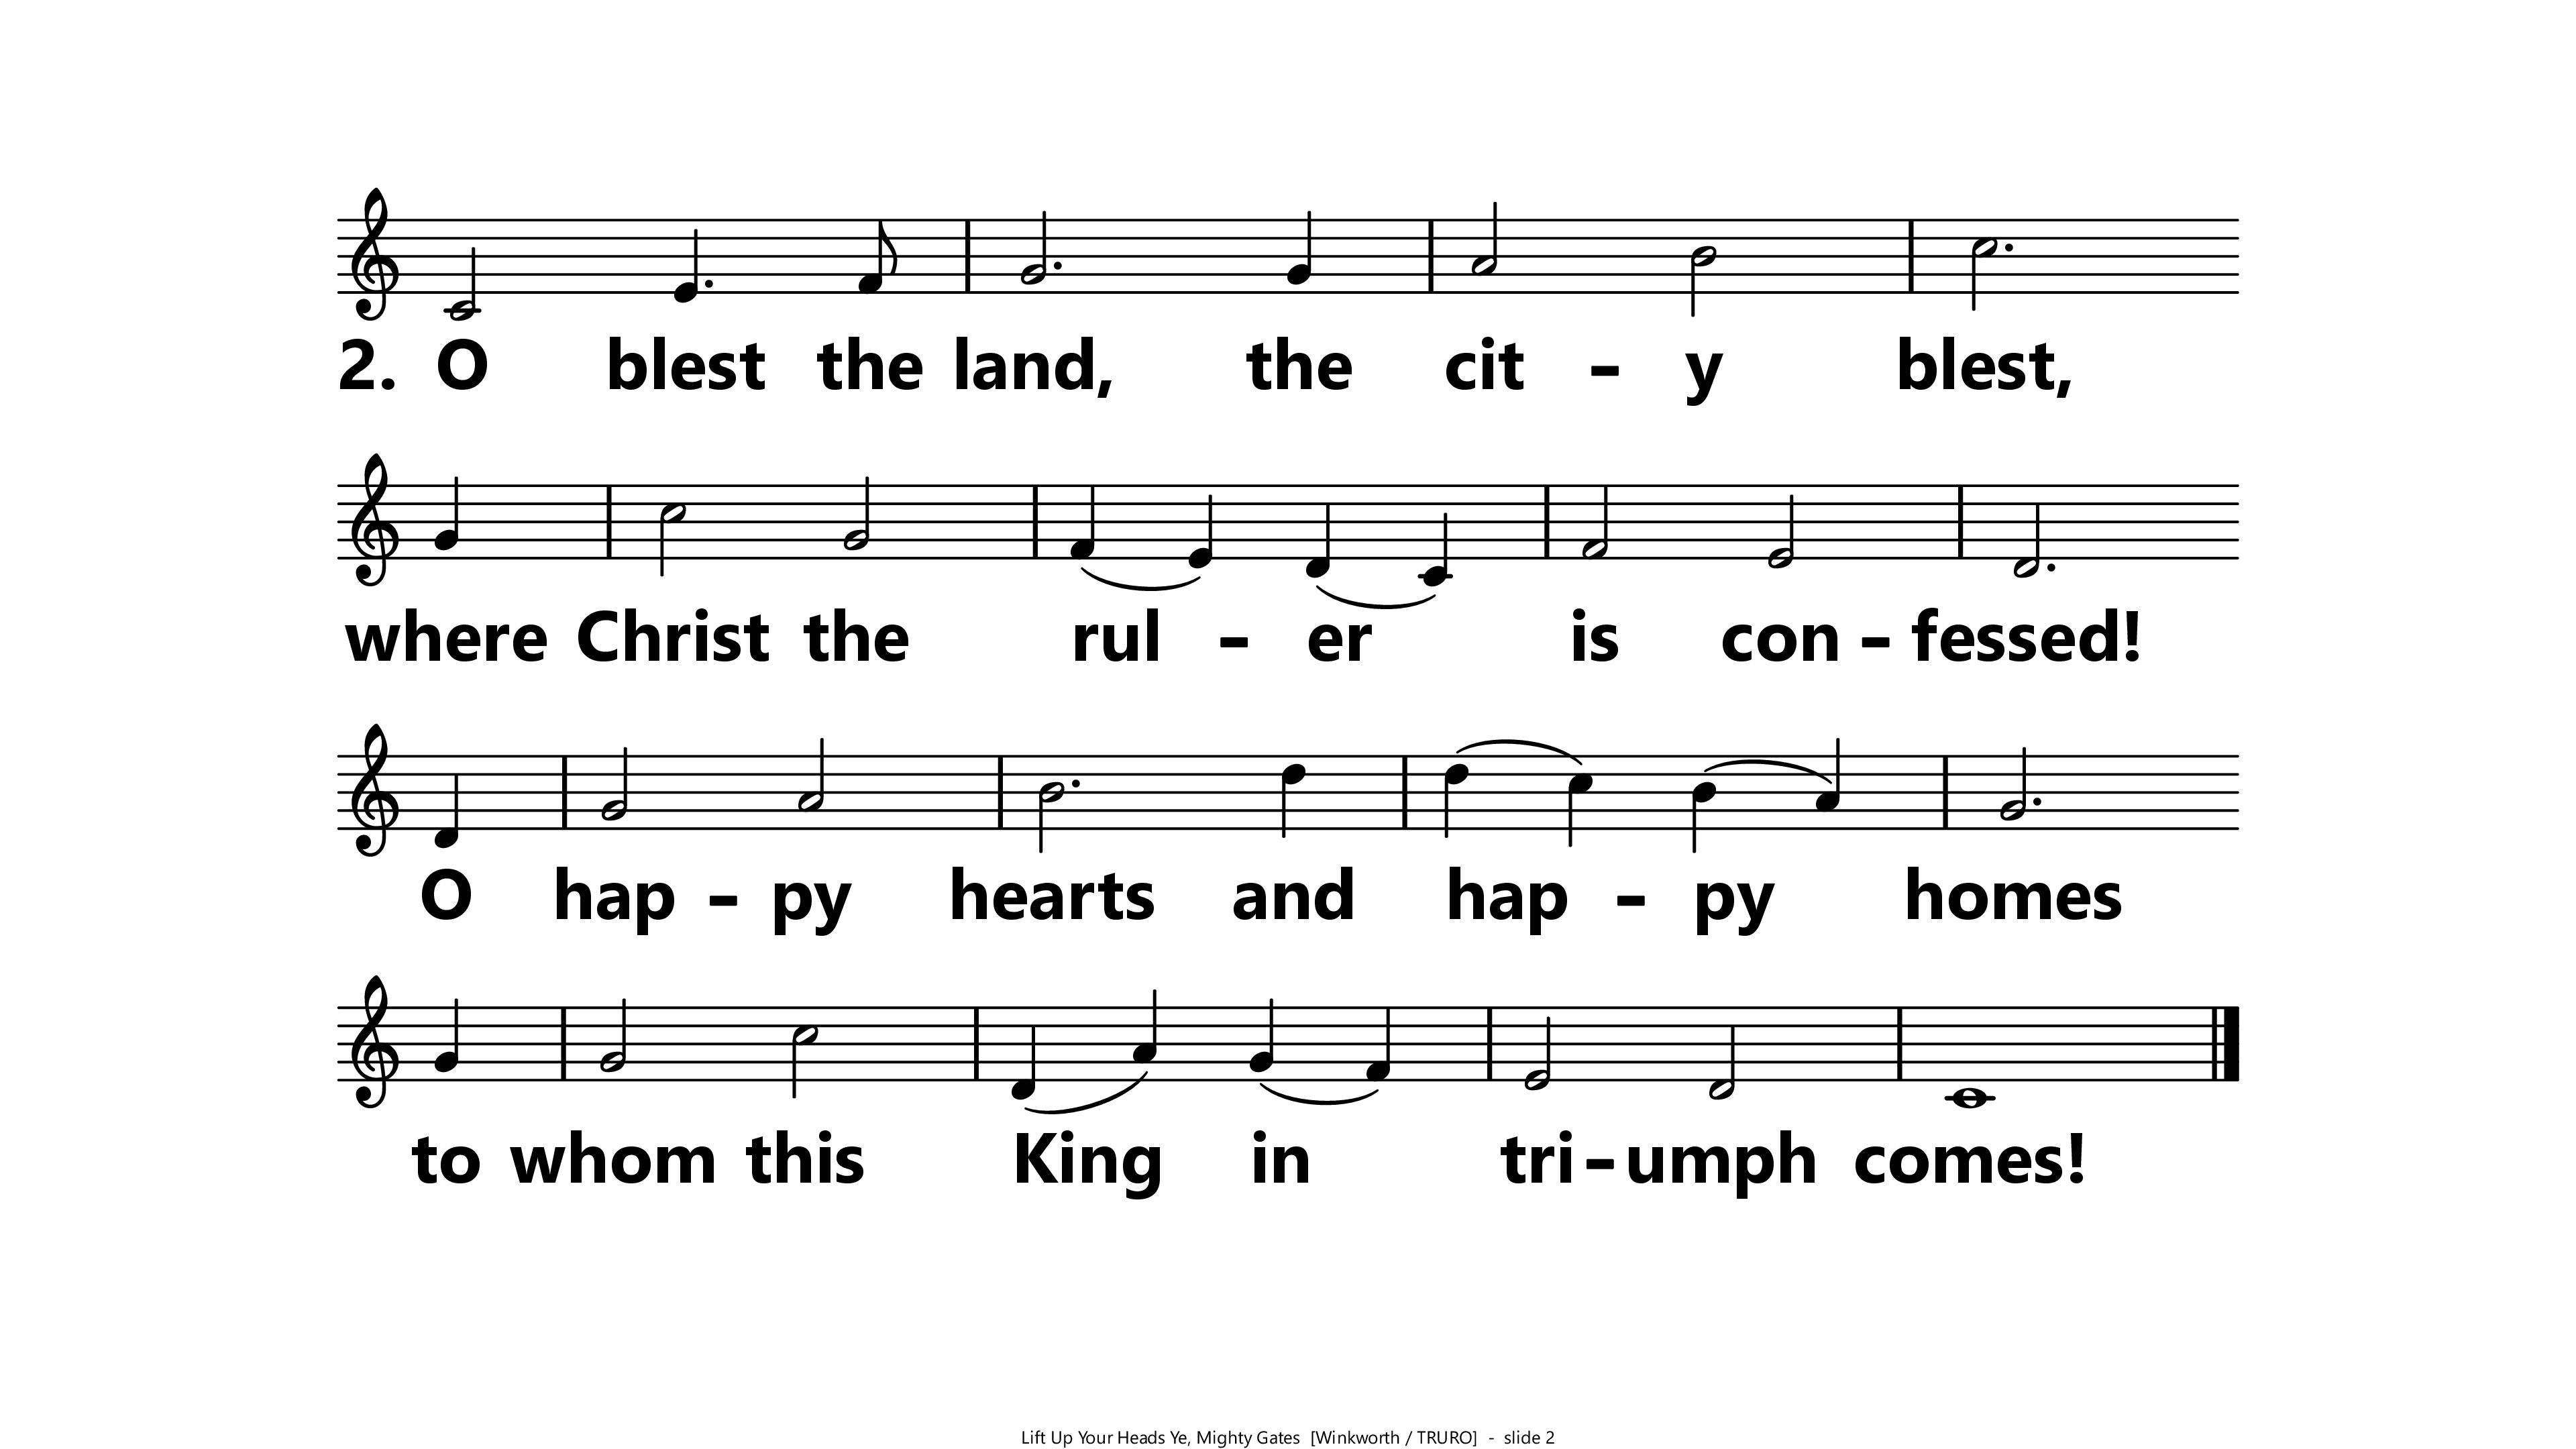 2. O blest the land, the cit - y blest,
where Christ the rul - er is con - fessed!
O hap - py hearts and hap - py homes
to whom this King in tri - umph comes!
Lift Up Your Heads Ye, Mighty Gates [Winkworth / TRURO] - slide 2